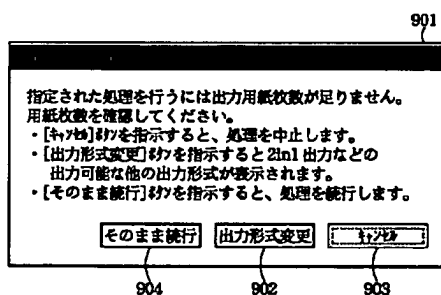 901
指定された処理を行うには出力用紙枚数が足りません。
用紙枚数を確認してください。
・[ｷｬﾝｾﾙ]ﾎﾞﾀﾝを指示すると、処理を中止します。
・[出力形式変更]ﾎﾞﾀﾝを指示すると2in1出力などの
出力可能な他の出力形式が表示されます。
・[そのまま続行]ﾎﾞﾀﾝを指示すると、処理を続行します。
そのまま続行 出力形式変更 ｷｬﾝｾﾙ
904 902 903